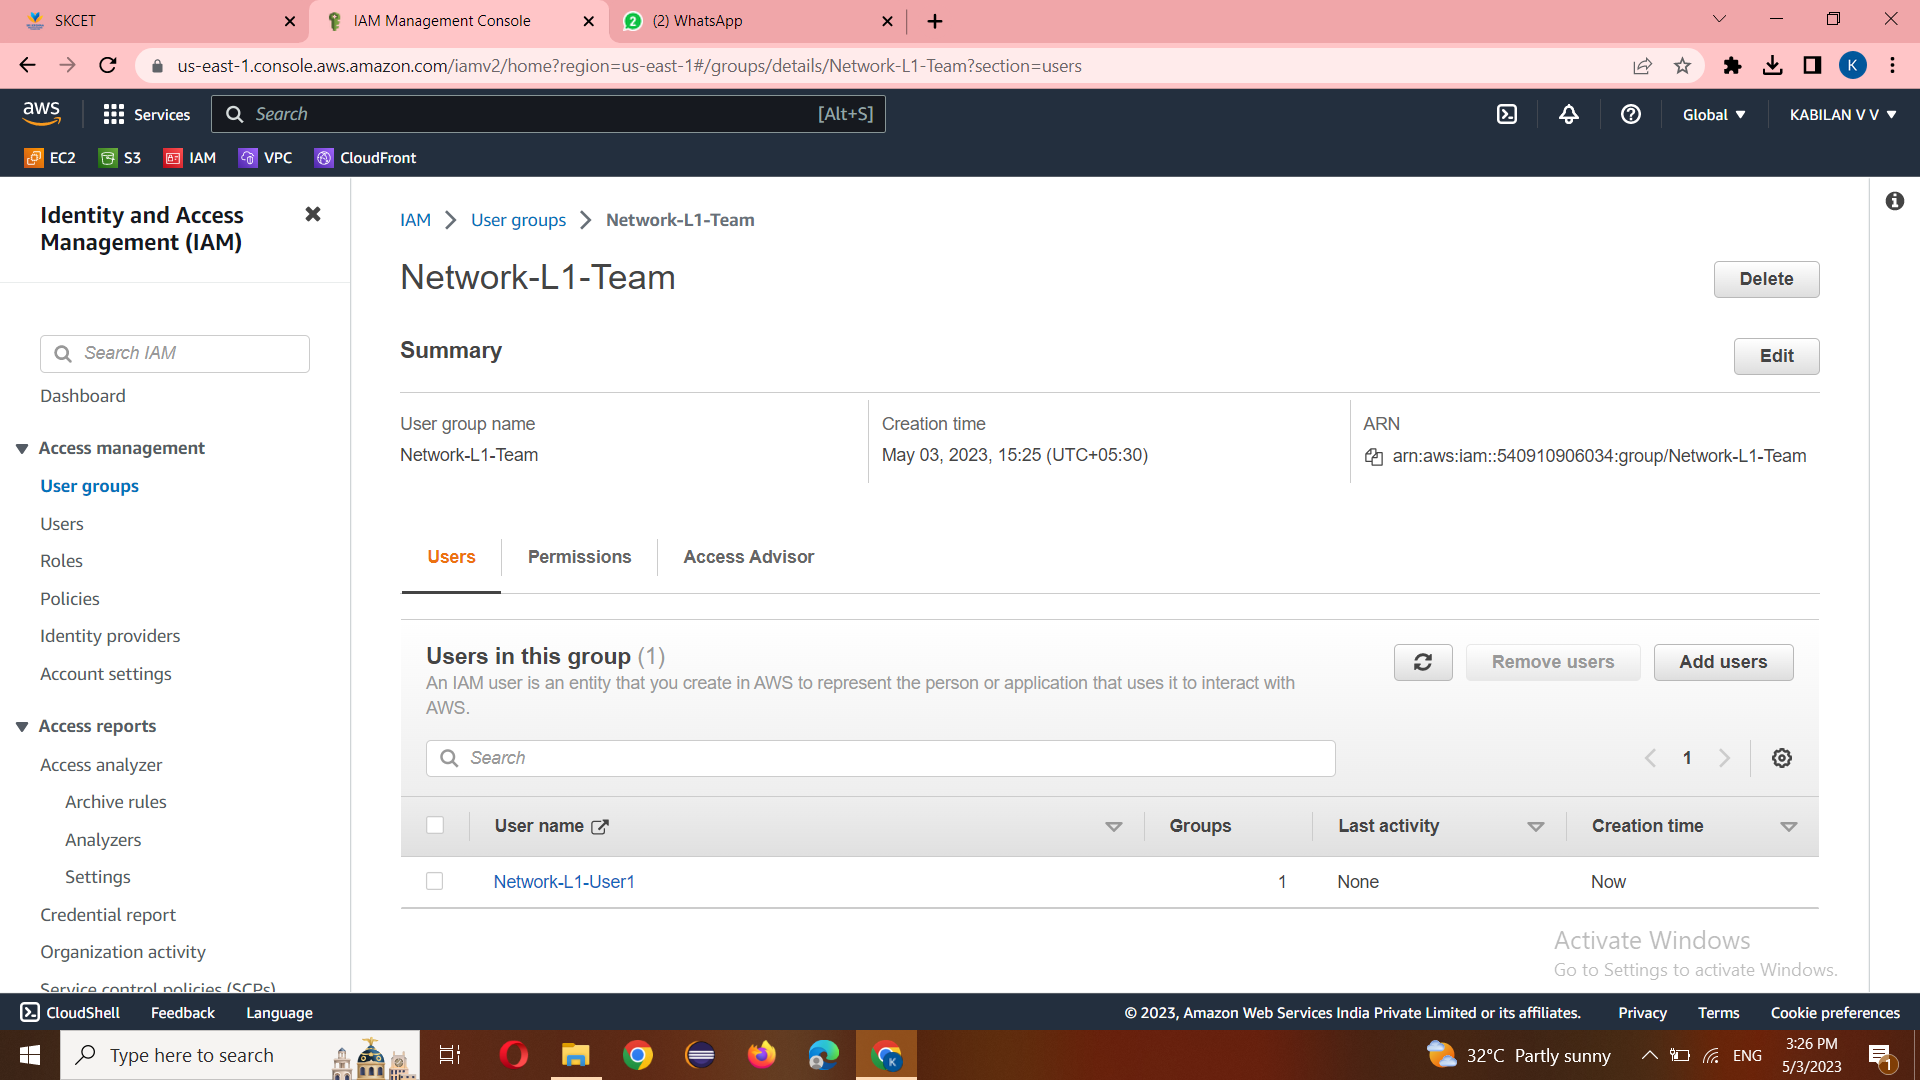 SKCET
IAM Management Console
2
(2) WhatsApp
us-east-1.console.aws.amazon.com/iamv2/home?region=us-east-1#/groups/details/Network-L1-Team?section=users
K
aws
Services
Search
[Alt+S]
Global
KABILAN V V
EC2
S3
IAM
VPC
CloudFront
Identity and Access
Management (IAM)
Search IAM
Dashboard
Access management
User groups
Users
Roles
Policies
Identity providers
Account settings
Access reports
Access analyzer
Archive rules
Analyzers
Settings
Credential report
Organization activity
Service control policies (SCPs)
IAM
User groups
Network-L1-Team
Network-L1-Team
Delete
Summary
Edit
User group name
Network-L1-Team
Creation time
May 03, 2023, 15:25 (UTC+05:30)
ARN
arn:aws:iam::540910906034:group/Network-L1-Team
Users
Permissions
Access Advisor
Users in this group (1)
An IAM user is an entity that you create in AWS to represent the person or application that uses it to interact with
AWS.
Remove users
Add users
Search
1
User name
Groups
Last activity
Creation time
Network-L1-User1
1
None
Now
Activate Windows
Go to Settings to activate Windows.
CloudShell
Feedback
Language
© 2023, Amazon Web Services India Private Limited or its affiliates.
Privacy
Terms
Cookie preferences
Type here to search
K
32°C Partly sunny
ENG
3:26 PM
5/3/2023
1